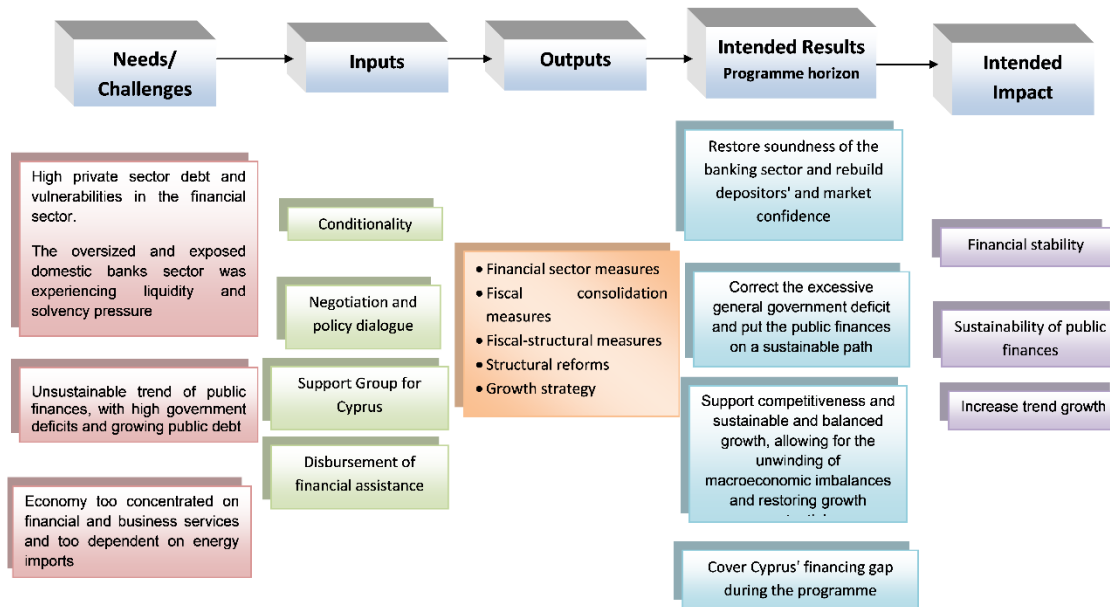 Needs/
Challenges
Inputs
Outputs
Intended Results
Programme horizon
Intended
Impact
High private sector debt and
vulnerabilities in the financial
sector.
The oversized and exposed
domestic banks sector was
experiencing liquidity and
solvency pressure
Unsustainable trend of public
finances, with high government
deficits and growing public debt
Economy too concentrated on
financial and business services
and too dependent on energy
imports
Conditionality
Negotiation and
policy dialogue
Support Group for
Cyprus
Disbursement of
financial assistance
• Financial sector measures
• Fiscal consolidation
measures
• Fiscal-structural measures
• Structural reforms
• Growth strategy
Restore soundness of the
banking sector and rebuild
depositors' and market
confidence
Correct the excessive
general government deficit
and put the public finances
on a sustainable path
Support competitiveness and
sustainable and balanced
growth, allowing for the
unwinding of
macroeconomic imbalances
and restoring growth
Cover Cyprus' financing gap
during the programme
Financial stability
Sustainability of public
finances
Increase trend growth